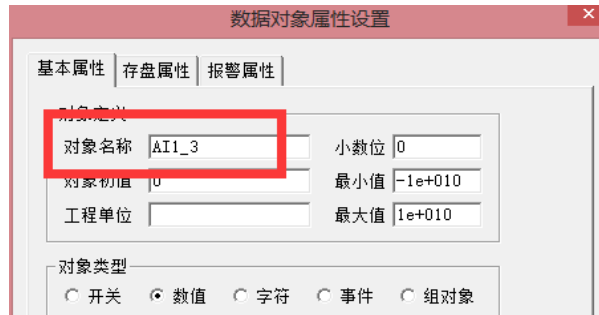 数据对象属性设置
基本属性 存盘属性 报警属性
对象定义
对象名称 AI1_3 小数位 0
对象初值 0 最小值 -1e+010
工程单位 最大值 1e+010
对象类型
开关 数值 字符 事件 组对象